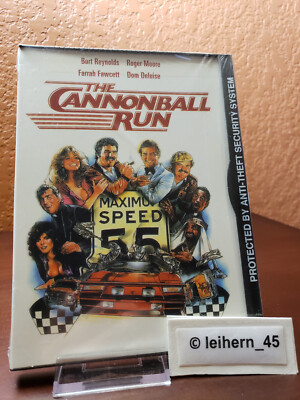 Burt Reynolds Roger Moore
Farrah Fawcett Dom Deluise
THE
CANNONBALL
RUN
MAXIMUM
SPEED
55
PROTECTED BY ANTI-THEFT SECURITY SYSTEM
© leihern_45